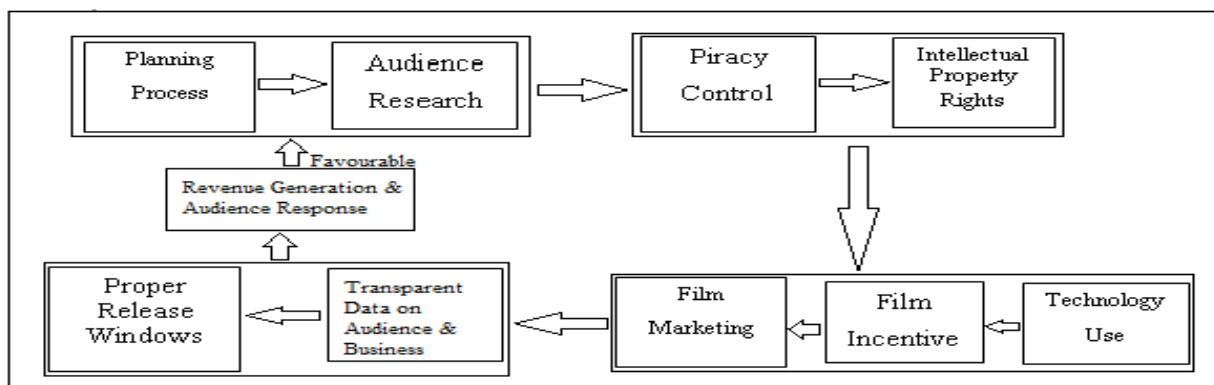 Planning
Process
Audience
Research
Piracy
Control
Intellectual
Property
Rights
Favourable
Revenue Generation &
Audience Response
Proper
Release
Windows
Transparent
Data on
Audience &
Business
Film
Marketing
Film
Incentive
Technology
Use